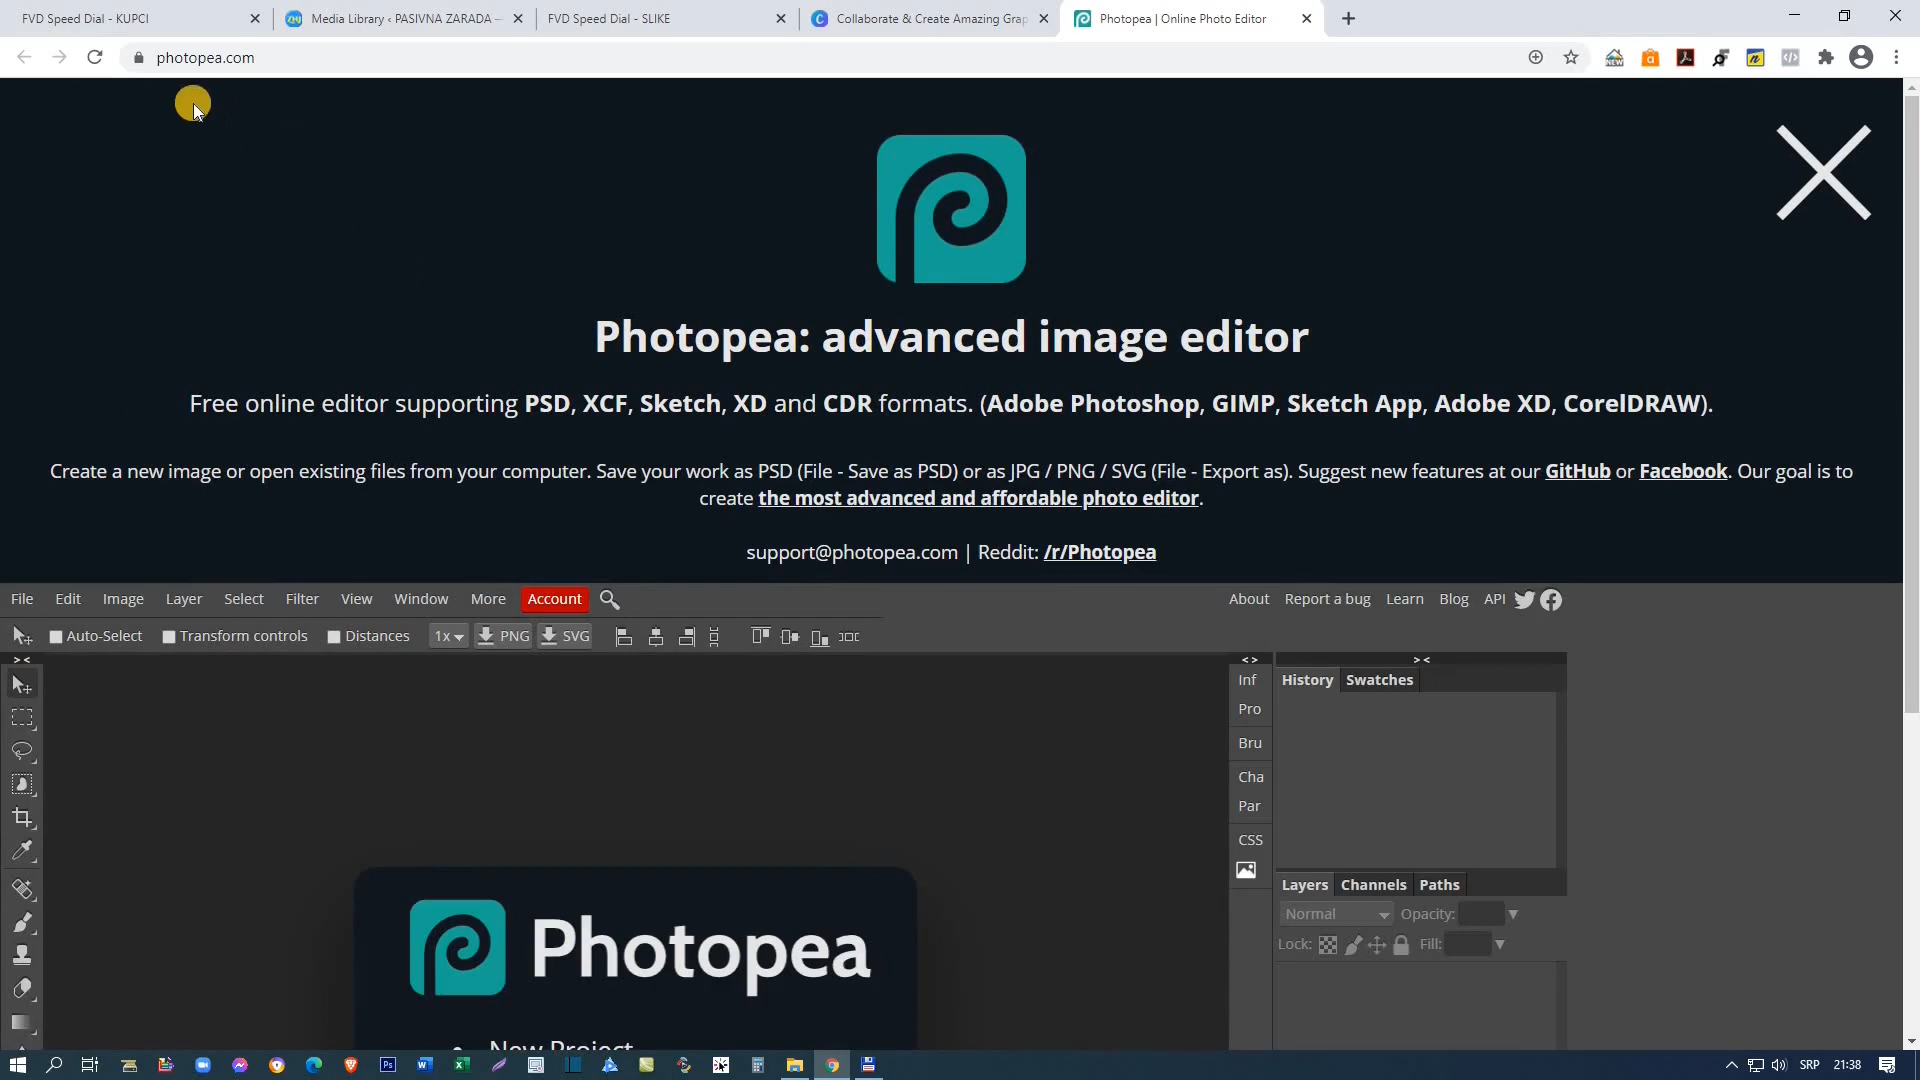 FVD Speed Dial - KUPCI
Media Library ‹ PASIVNA ZARADA —
FVD Speed Dial - SLIKE
Collaborate & Create Amazing Grap
Photopea | Online Photo Editor
photopea.com
Photopea: advanced image editor
Free online editor supporting PSD, XCF, Sketch, XD and CDR formats. (Adobe Photoshop, GIMP, Sketch App, Adobe XD, CorelDRAW).
Create a new image or open existing files from your computer. Save your work as PSD (File - Save as PSD) or as JPG / PNG / SVG (File - Export as). Suggest new features at our GitHub or Facebook. Our goal is to
create the most advanced and affordable photo editor.
support@photopea.com | Reddit: /r/Photopea
File Edit Image Layer Select Filter View Window More Account About Report a bug Learn Blog API
Auto-Select Transform controls Distances 1x PNG SVG
> < < > > <
Inf History Swatches
Pro
Bru
Cha
Par
CSS
Layers Channels Paths
Normal Opacity:
Lock: Fill:
Photopea
New Project
SRP 21:38